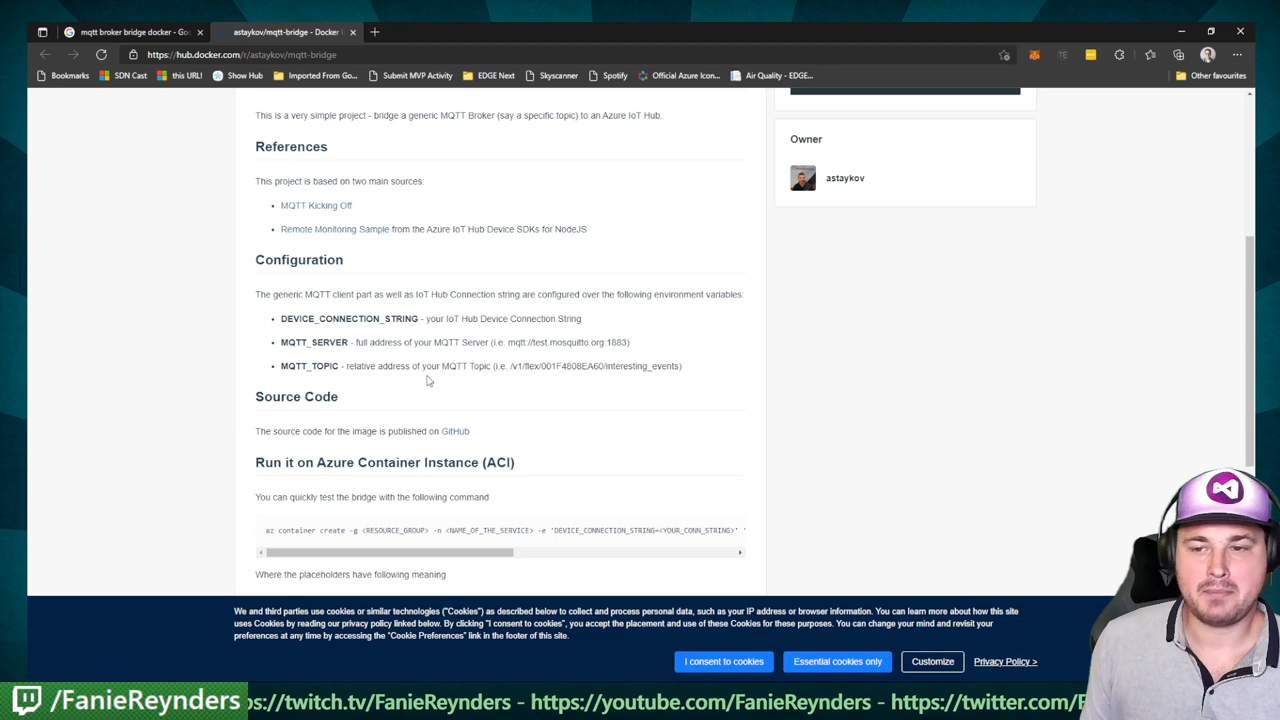 mqtt broker bridge docker - Goo
astaykov/mqtt-bridge - Docker I
https://hub.docker.com/r/astaykov/mqtt-bridge
Bookmarks
SDN Cast
this URL!
Show Hub
Imported From Go...
Submit MVP Activity
EDGE Next
Skyscanner
Spotify
Official Azure Icon...
Air Quality - EDGE...
Other favourites
This is a very simple project - bridge a generic MQTT Broker (say a specific topic) to an Azure IoT Hub.
References
This project is based on two main sources:
MQTT Kicking Off
Remote Monitoring Sample from the Azure IoT Hub Device SDKs for NodeJS
Configuration
The generic MQTT client part as well as IoT Hub Connection string are configured over the following environment variables:
DEVICE_CONNECTION_STRING - your IoT Hub Device Connection String
MQTT_SERVER - full address of your MQTT Server (i.e. mqtt://test.mosquitto.org:1883)
MQTT_TOPIC - relative address of your MQTT Topic (i.e. /v1/flex/001F4808EA60/interesting_events)
Source Code
The source code for the image is published on GitHub
Run it on Azure Container Instance (ACI)
You can quickly test the bridge with the following command
az container create -g <RESOURCE_GROUP> -n <NAME_OF_THE_SERVICE> -e 'DEVICE_CONNECTION_STRING=<YOUR_CONN_STRING>' '
Where the placeholders have following meaning
Owner
astaykov
We and third parties use cookies or similar technologies ("Cookies") as described below to collect and process personal data, such as your IP address or browser information. You can learn more about how this site
uses Cookies by reading our privacy policy linked below. By clicking "I consent to cookies", you accept the placement and use of these Cookies for these purposes. You can change your mind and revisit your
preferences at any time by accessing the "Cookie Preferences" link in the footer of this site.
I consent to cookies
Essential cookies only
Customize
Privacy Policy >
/FanieReynders
ps://twitch.tv/FanieReynders - https://youtube.com/FanieReynders - https://twitter.com/F